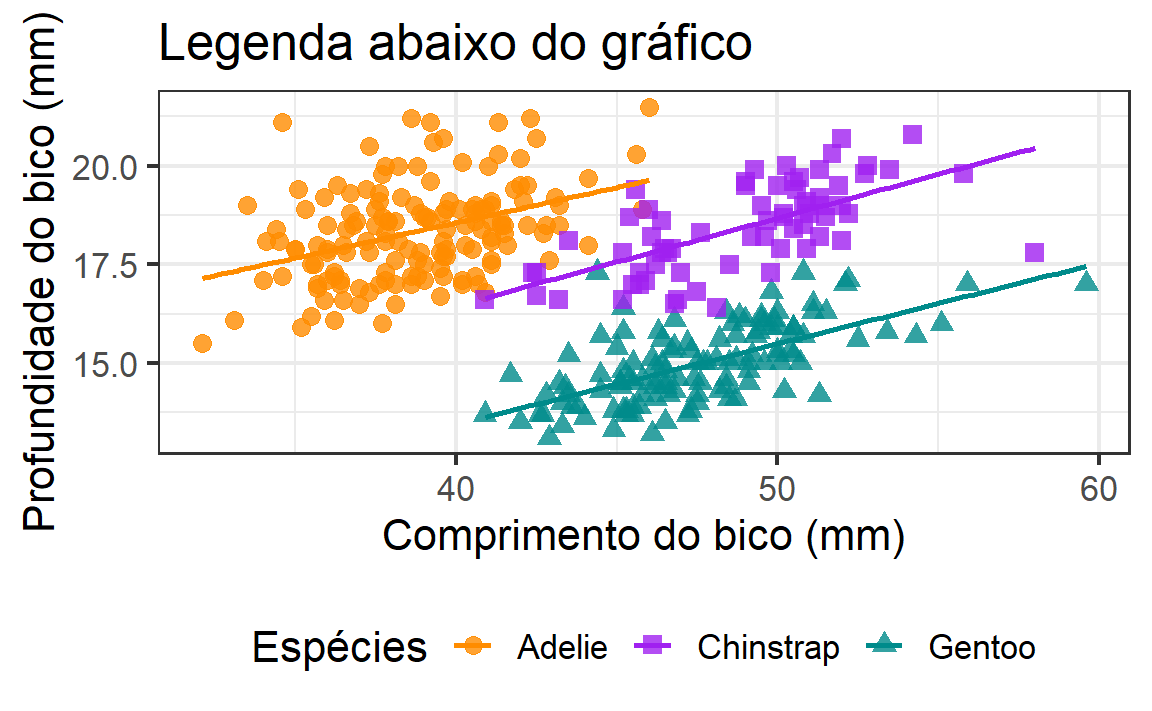 Legenda abaixo do gráfico
Profundidade do bico (mm)
20.0
17.5
15.0
40 50 60
Comprimento do bico (mm)
Espécies Adelie Chinstrap Gentoo